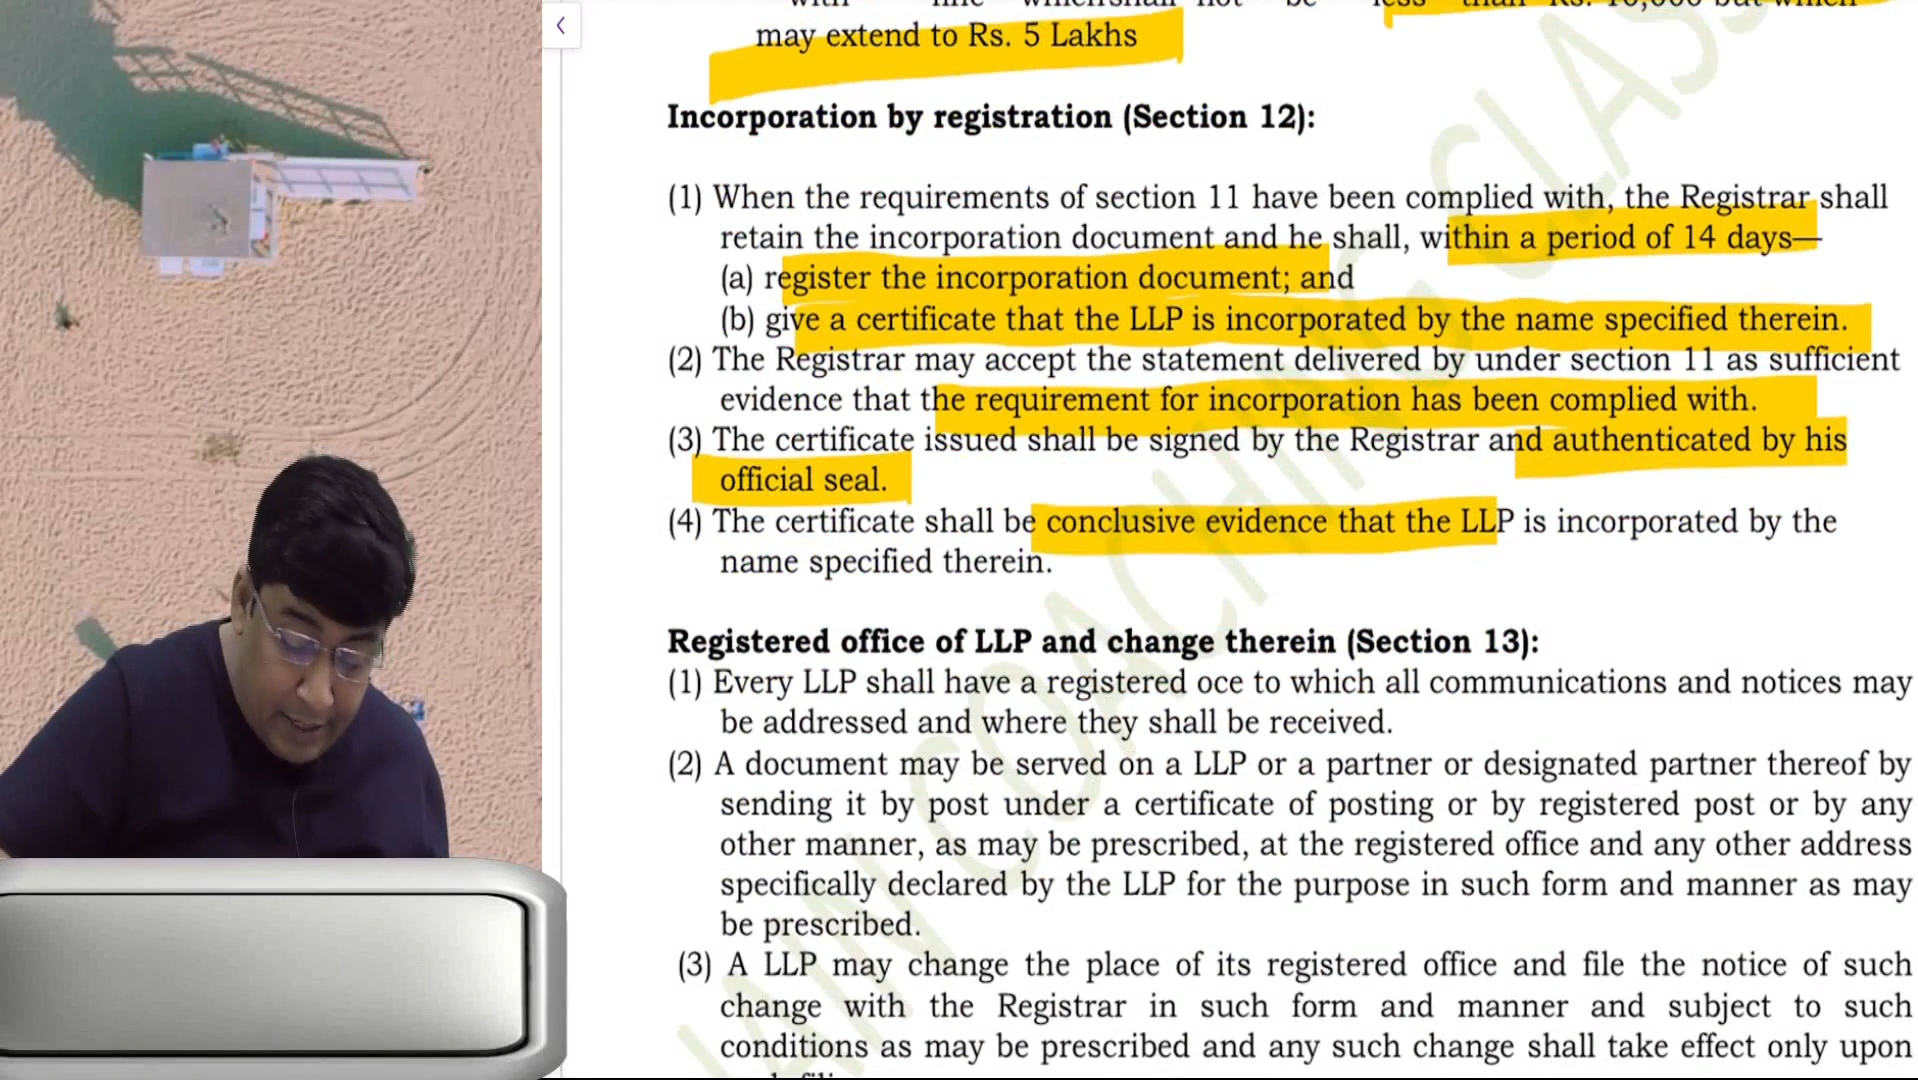 less than Rs. 10,000 but which
may extend to Rs. 5 Lakhs
Incorporation by registration (Section 12):
(1) When the requirements of section 11 have been complied with, the Registrar shall
retain the incorporation document and he shall, within a period of 14 days—
(a) register the incorporation document; and
(b) give a certificate that the LLP is incorporated by the name specified therein.
(2) The Registrar may accept the statement delivered by under section 11 as sufficient
evidence that the requirement for incorporation has been complied with.
(3) The certificate issued shall be signed by the Registrar and authenticated by his
official seal.
(4) The certificate shall be conclusive evidence that the LLP is incorporated by the
name specified therein.
Registered office of LLP and change therein (Section 13):
(1) Every LLP shall have a registered oce to which all communications and notices may
be addressed and where they shall be received.
(2) A document may be served on a LLP or a partner or designated partner thereof by
sending it by post under a certificate of posting or by registered post or by any
other manner, as may be prescribed, at the registered office and any other address
specifically declared by the LLP for the purpose in such form and manner as may
be prescribed.
(3) A LLP may change the place of its registered office and file the notice of such
change with the Registrar in such form and manner and subject to such
conditions as may be prescribed and any such change shall take effect only upon
JAIN COACHING CLASS